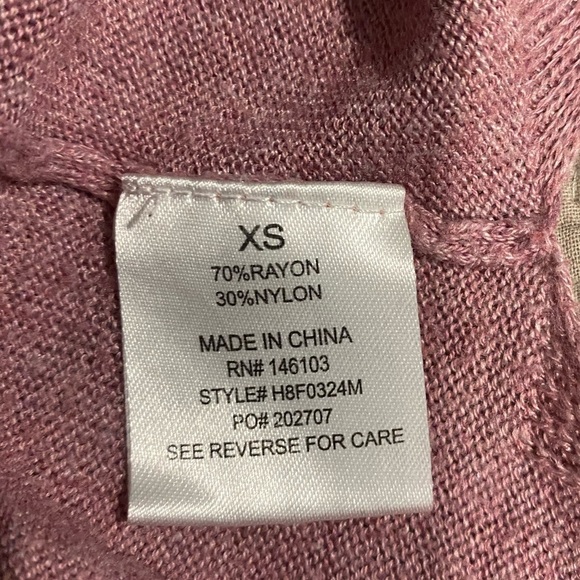 XS
70%RAYON
30%NYLON
MADE IN CHINA
RN# 146103
STYLE# H8F0324M
PO# 202707
SEE REVERSE FOR CARE